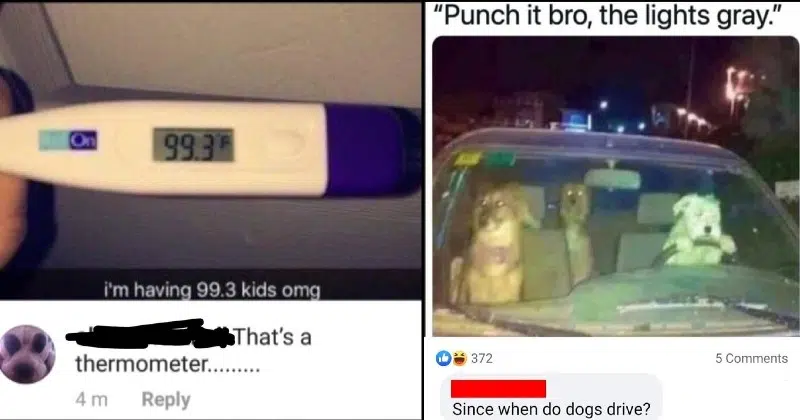 On
99.3°F
i'm having 99.3 kids omg
That's a
thermometer.........
4 m Reply
"Punch it bro, the lights gray."
372
5 Comments
Since when do dogs drive?